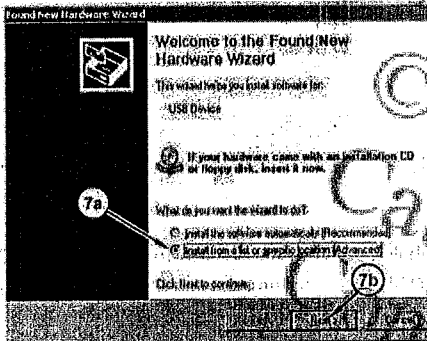 Found New Hardware Wizard
Welcome to the Found New
Hardware Wizard
This wizard helps you install software for:
USB Device
If your hardware came with an installation CD
or floppy disk, insert it now.
7a
What do you want the wizard to do?
Install the software automatically (Recommended)
Install from a list or specific location (Advanced)
Click Next to continue.
7b
Next >
Cancel